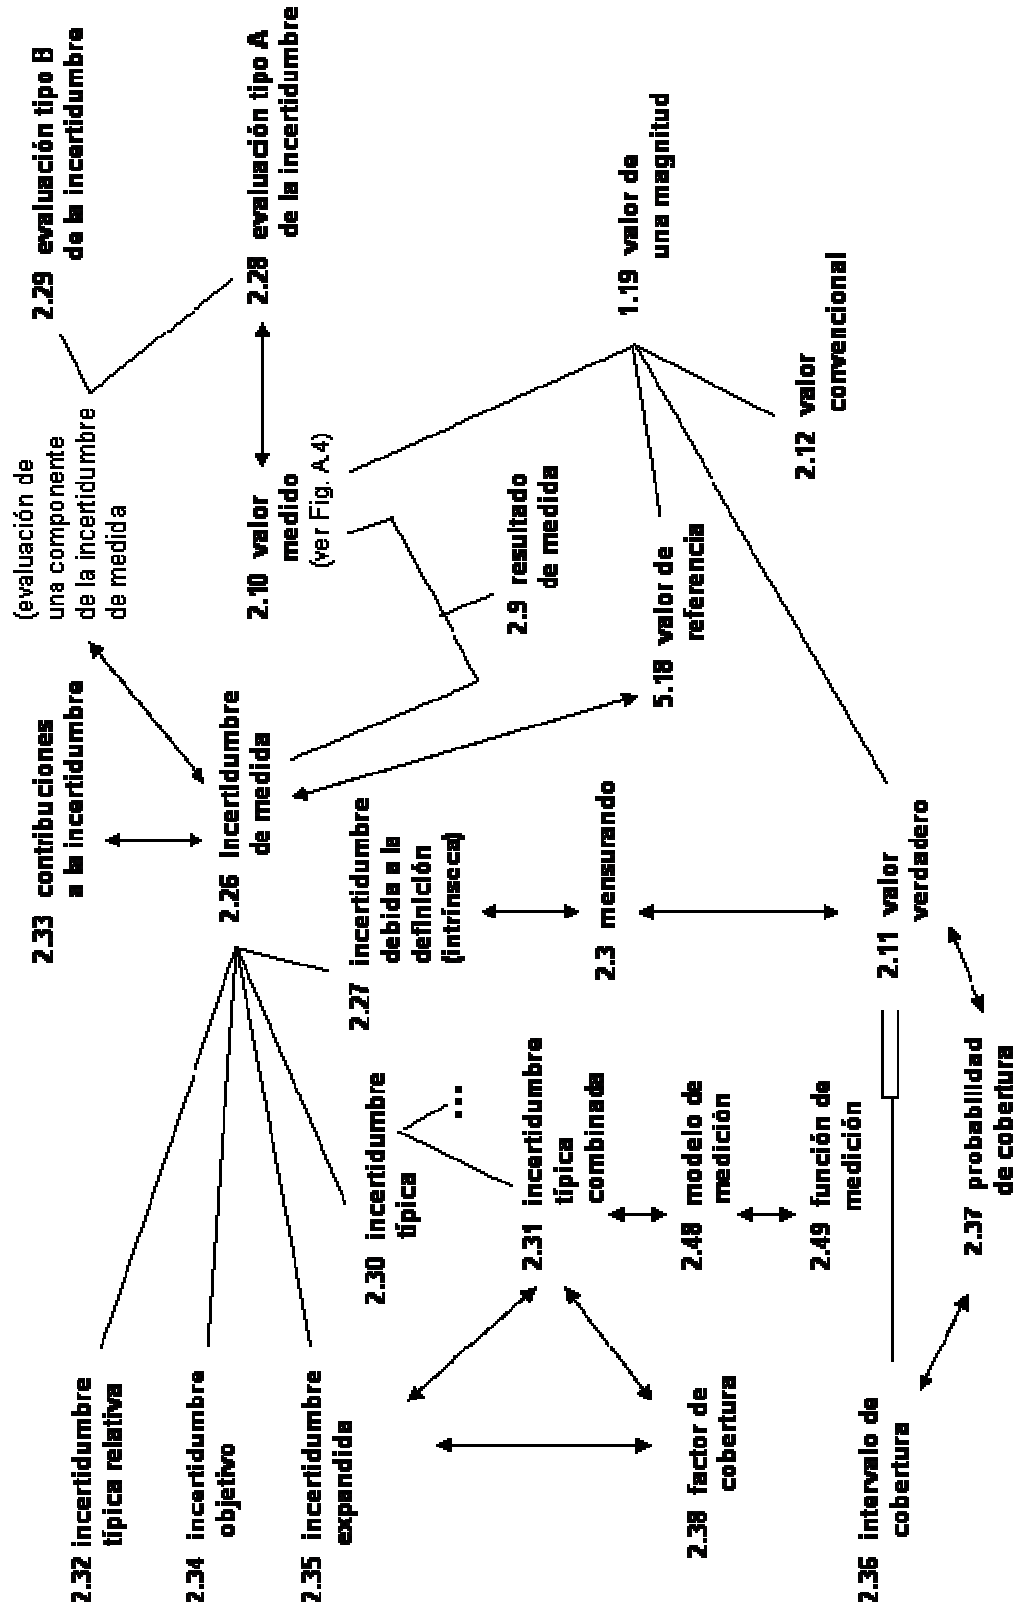 2.33 contribuciones
a la incertidumbre
(evaluación de
una componente
de la incertidumbre
de medida
2.29 evaluación tipo B
de la incertidumbre
2.32 incertidumbre
típica relativa
2.34 incertidumbre
objetivo
2.26 incertidumbre
de medida
2.10 valor
medido
(ver Fig. A.4)
2.28 evaluación tipo A
de la incertidumbre
2.35 incertidumbre
expandida
2.30 incertidumbre
típica
...
2.27 incertidumbre
debida a la
definición
(intrínseca)
2.31 incertidumbre
típica
combinada
2.9 resultado
de medida
2.3 mensurando
1.19 valor de
una magnitud
2.38 factor de
cobertura
2.48 modelo de
medición
5.18 valor de
referencia
2.49 función de
medición
2.12 valor
convencional
2.36 intervalo de
cobertura
2.11 valor
verdadero
2.37 probabilidad
de cobertura